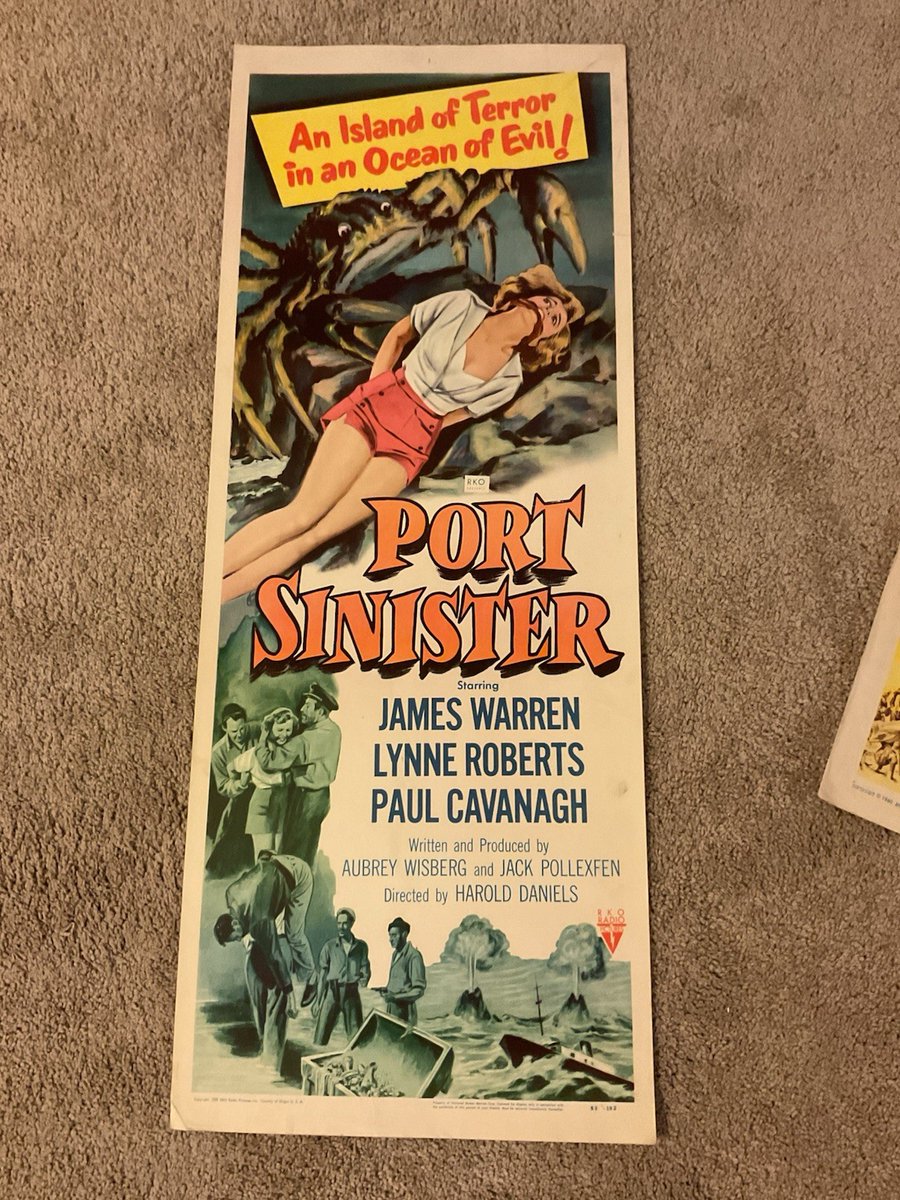 An Island of Terror
in an Ocean of Evil!
RKO
PORT
SINISTER
Starring
JAMES WARREN
LYNNE ROBERTS
PAUL CAVANAGH
Written and Produced by
AUBREY WISBERG and JACK POLLEXFEN
Directed by HAROLD DANIELS
RKO
RADIO
PICTURES